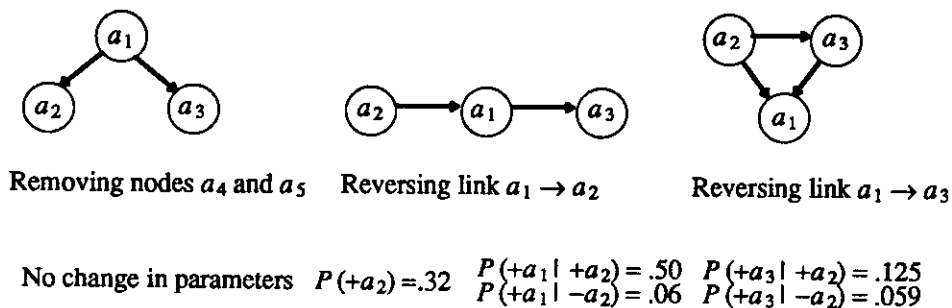 a1
a2
a3
a2
a1
a3
a2
a3
a1
Removing nodes a4 and a5
Reversing link a1 → a2
Reversing link a1 → a3
No change in parameters
P(+a2)=.32
P(+a1| +a2)= .50
P(+a1| −a2)= .06
P(+a3| +a2)= .125
P(+a3| −a2)= .059